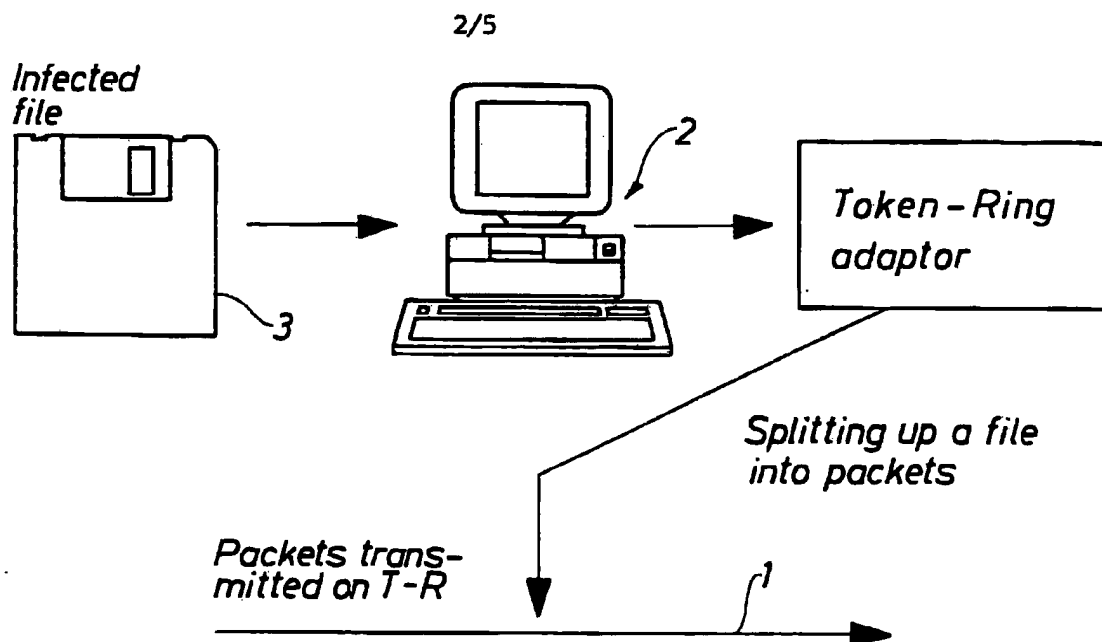 2/5
Infected
file
2
Token-Ring
adaptor
3
Splitting up a file
into packets
Packets trans-
mitted on T-R
1